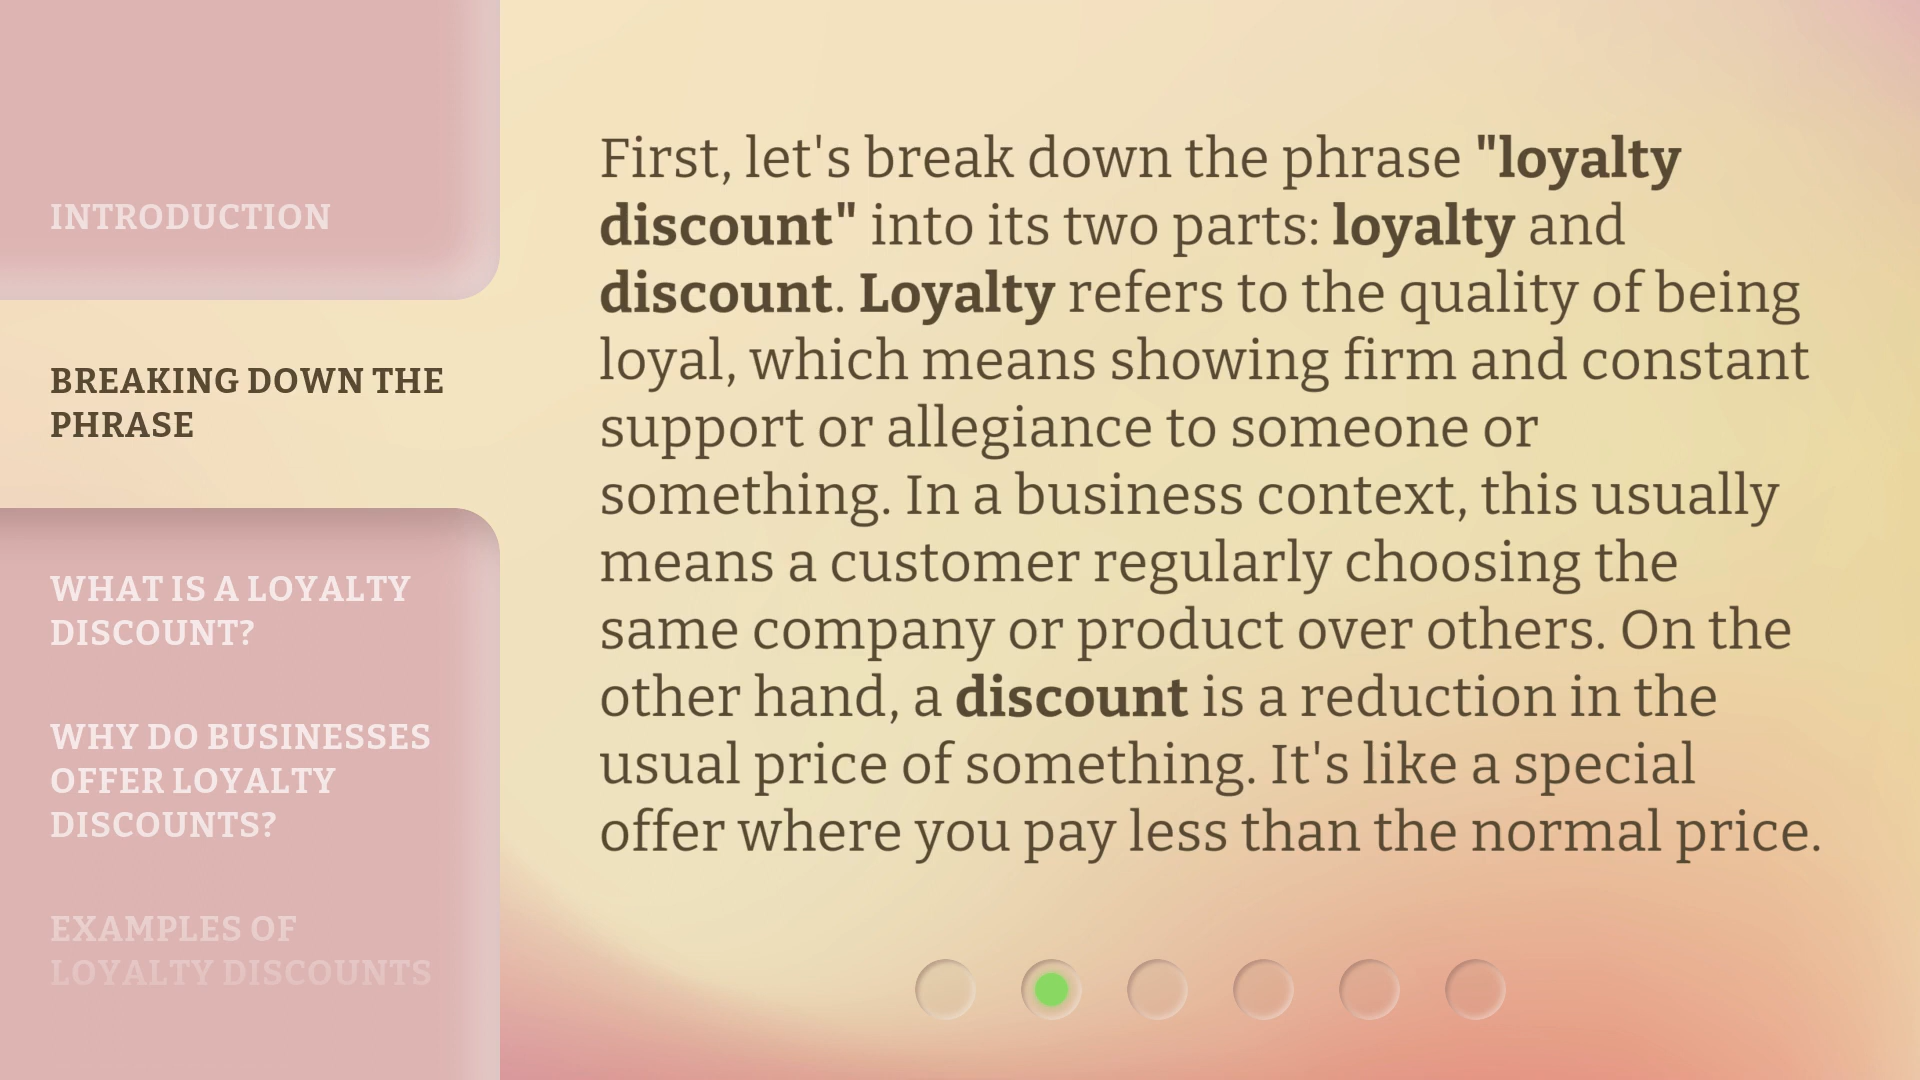 INTRODUCTION
BREAKING DOWN THE
PHRASE
WHAT IS A LOYALTY
DISCOUNT?
WHY DO BUSINESSES
OFFER LOYALTY
DISCOUNTS?
EXAMPLES OF
LOYALTY DISCOUNTS
First, let's break down the phrase "loyalty
discount" into its two parts: loyalty and
discount. Loyalty refers to the quality of being
loyal, which means showing firm and constant
support or allegiance to someone or
something. In a business context, this usually
means a customer regularly choosing the
same company or product over others. On the
other hand, a discount is a reduction in the
usual price of something. It's like a special
offer where you pay less than the normal price.